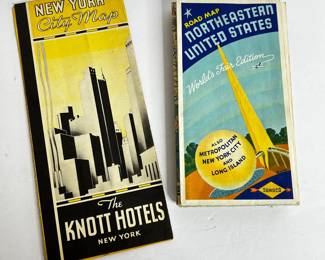 NEW YORK
City Map
The
KNOTT HOTELS
NEW YORK
ROAD MAP
NORTHEASTERN
UNITED STATES
World's Fair Edition
ALSO
METROPOLITAN
NEW YORK CITY
AND
LONG ISLAND
SUNOCO